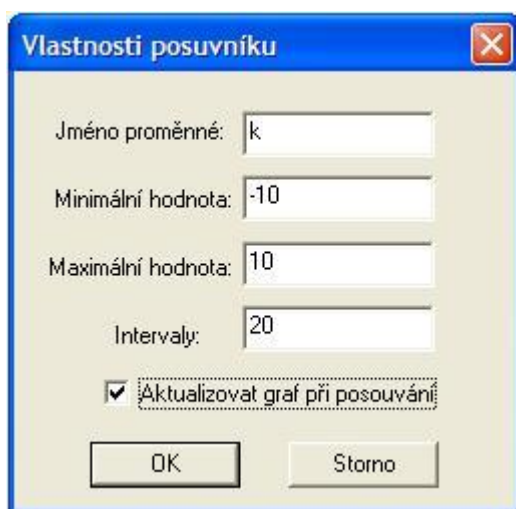 Vlastnosti posuvníku
Jméno proměnné: k
Minimální hodnota: -10
Maximální hodnota: 10
Intervaly: 20
Aktualizovat graf při posouvání
OK Storno